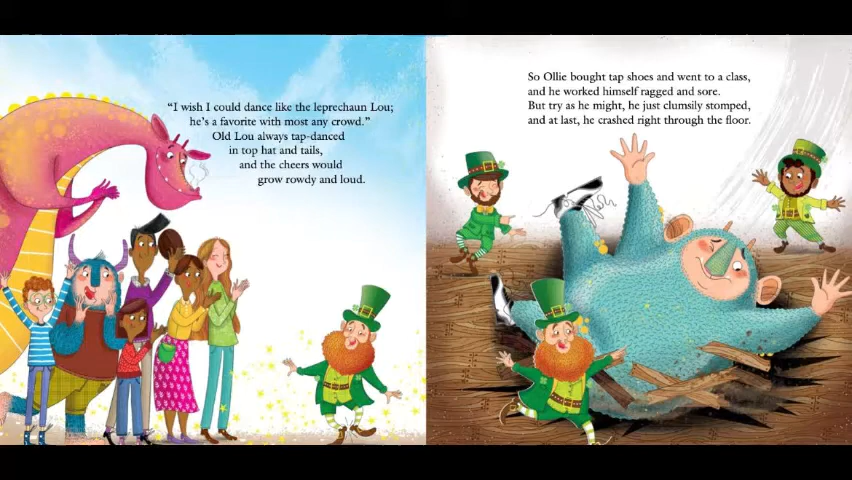 “I wish I could dance like the leprechaun Lou;
he’s a favorite with most any crowd.”
Old Lou always tap-danced
in top hat and tails,
and the cheers would
grow rowdy and loud.
So Ollie bought tap shoes and went to a class,
and he worked himself ragged and sore.
But try as he might, he just clumsily stomped,
and at last, he crashed right through the floor.